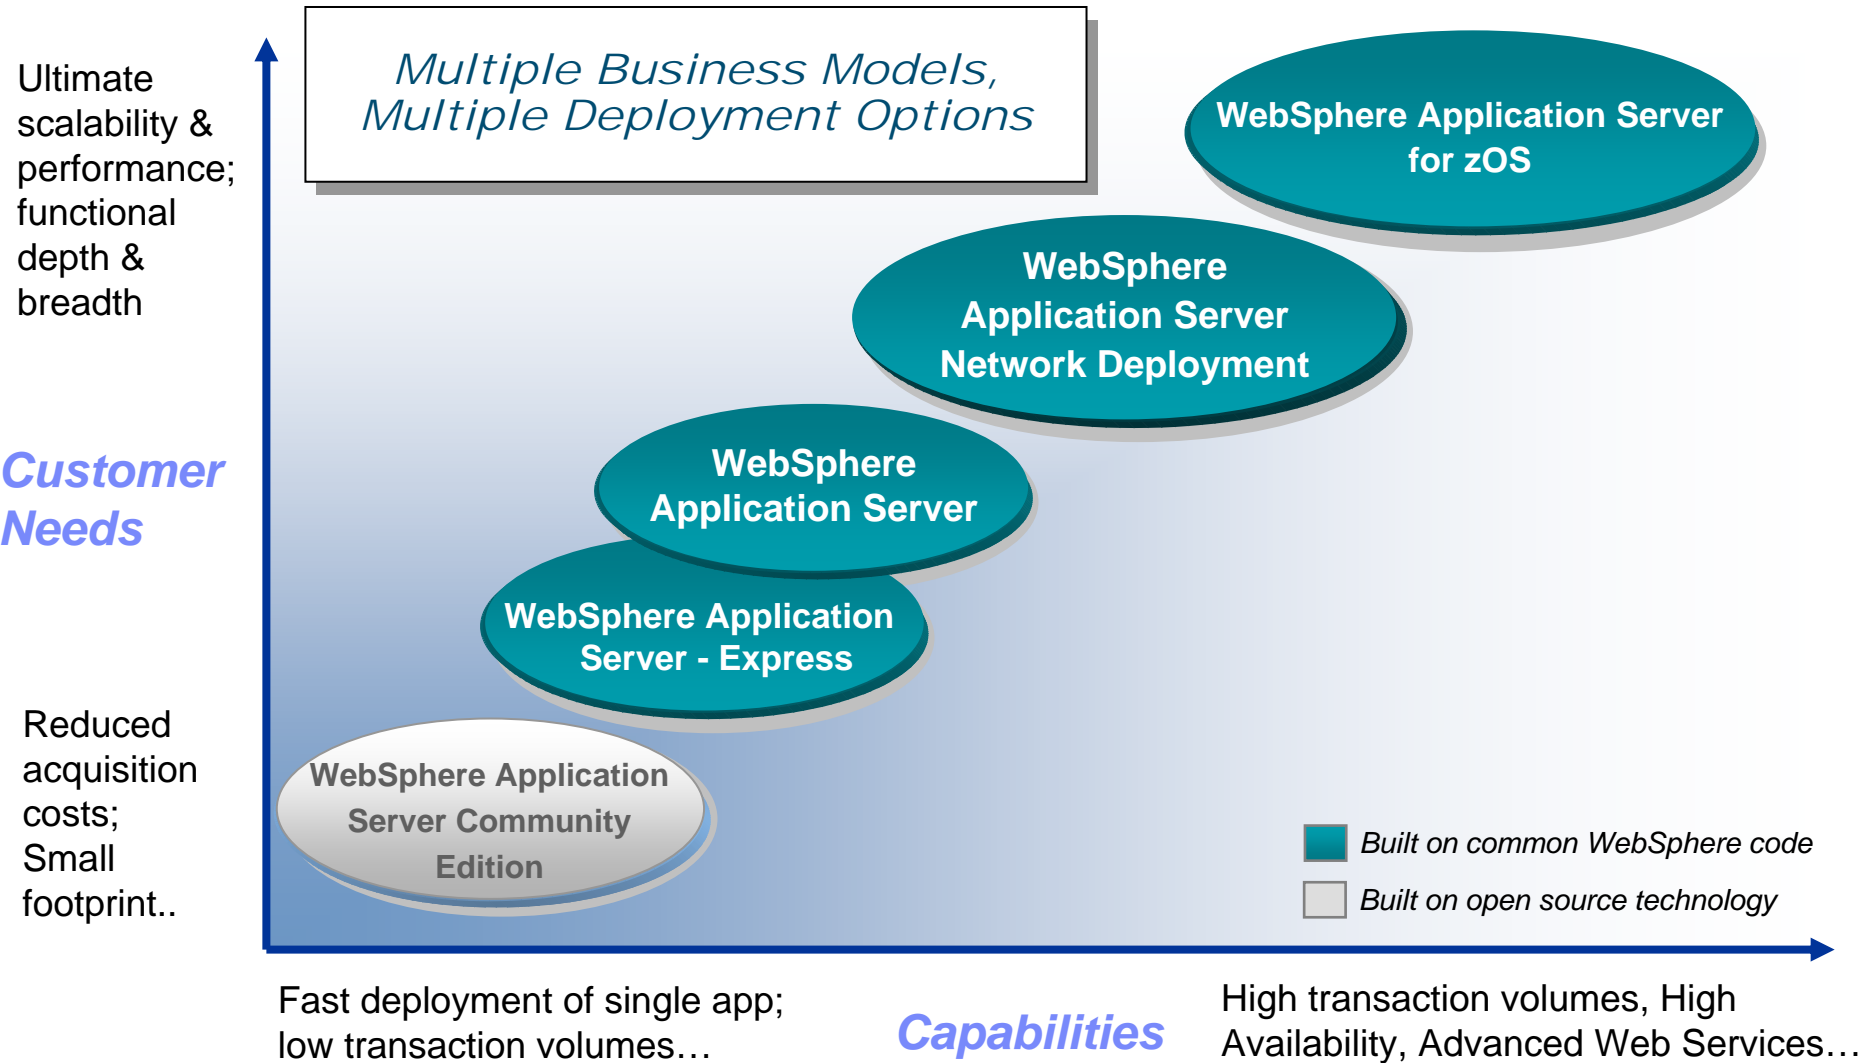 Multiple Business Models,
Multiple Deployment Options
Ultimate
scalability &
performance;
functional
depth &
breadth
WebSphere Application Server
for zOS
WebSphere
Application Server
Network Deployment
Customer
Needs
WebSphere
Application Server
WebSphere Application
Server - Express
Reduced
acquisition
costs;
Small
footprint..
WebSphere Application
Server Community
Edition
Built on common WebSphere code
Built on open source technology
Fast deployment of single app;
low transaction volumes…
Capabilities
High transaction volumes, High
Availability, Advanced Web Services…